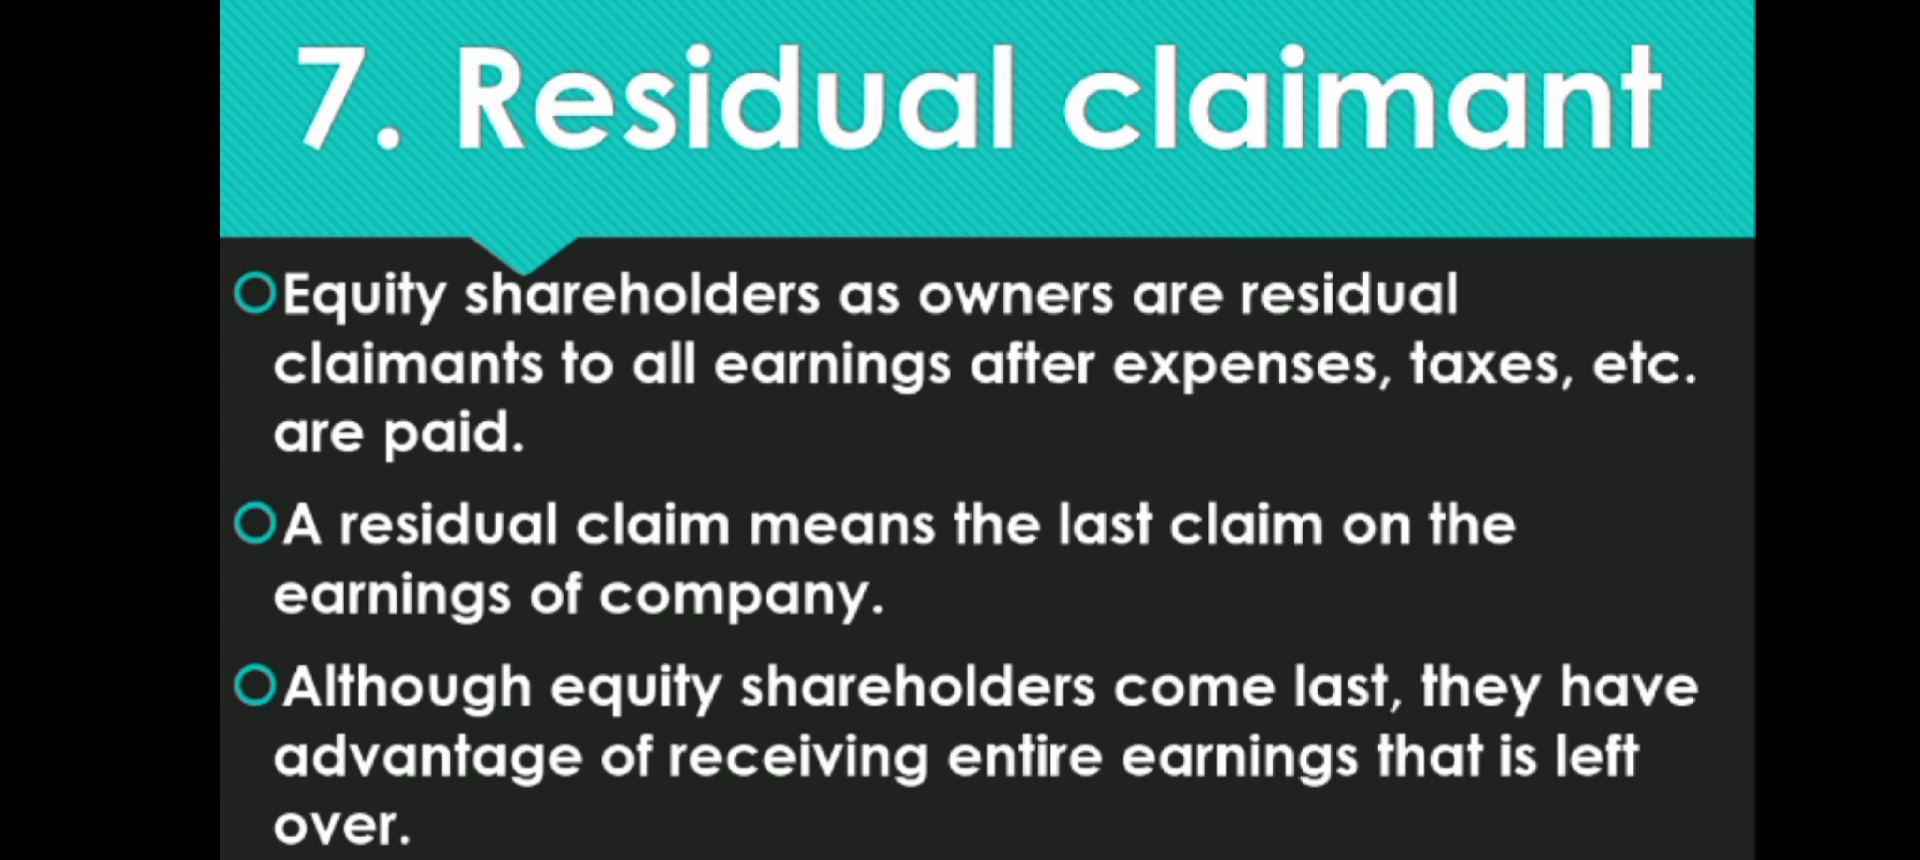 7. Residual claimant
Equity shareholders as owners are residual
claimants to all earnings after expenses, taxes, etc.
are paid.
A residual claim means the last claim on the
earnings of company.
Although equity shareholders come last, they have
advantage of receiving entire earnings that is left
over.